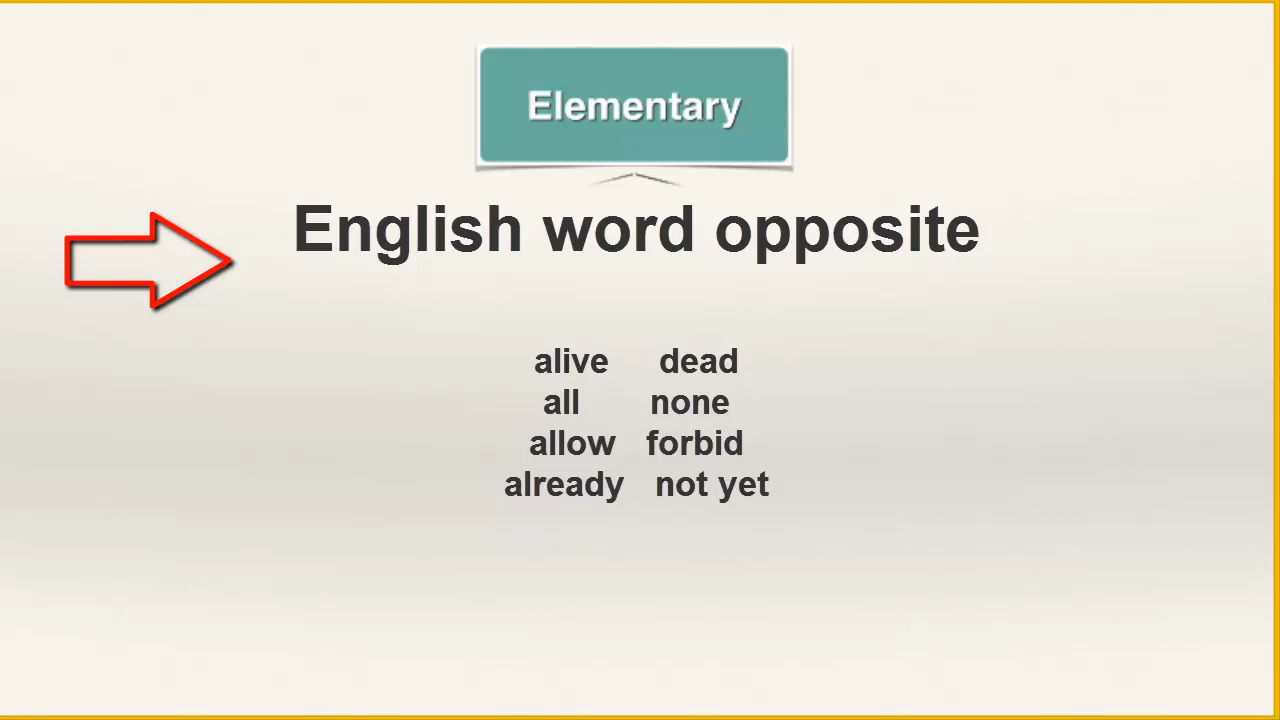 Elementary
English word opposite
alive dead
all none
allow forbid
already not yet